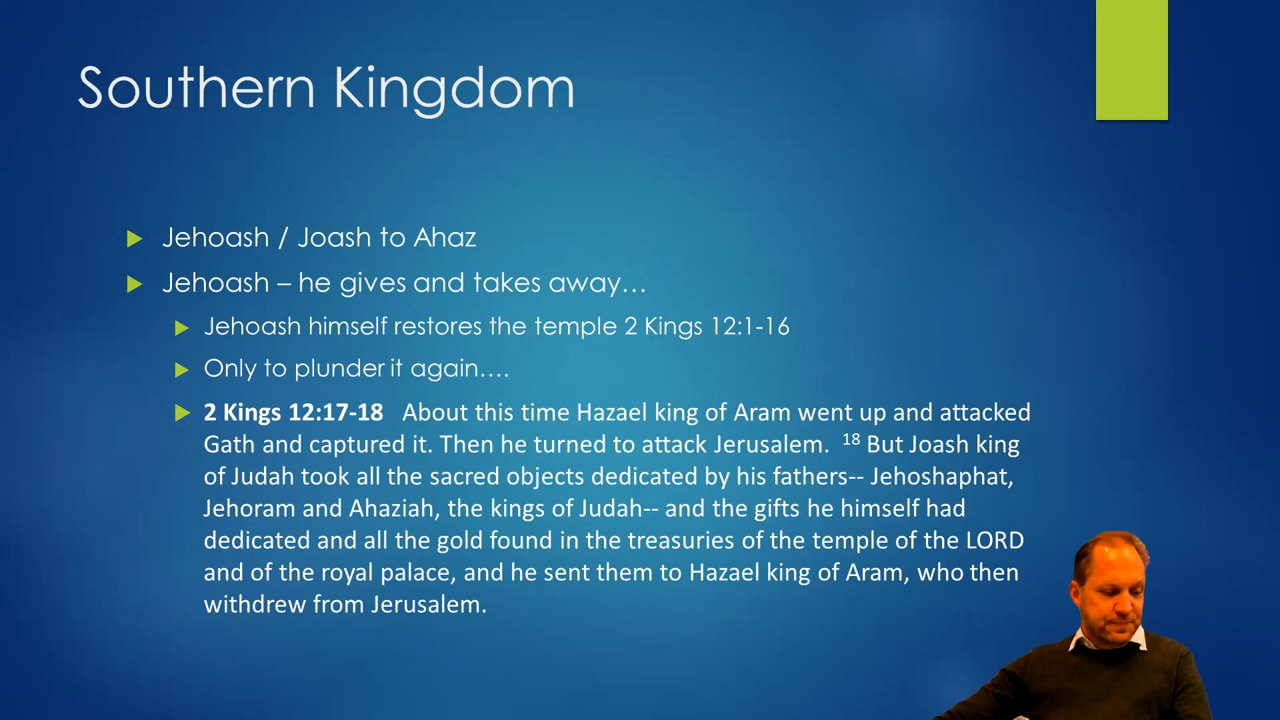 Southern Kingdom
Jehoash / Joash to Ahaz
Jehoash – he gives and takes away…
Jehoash himself restores the temple 2 Kings 12:1-16
Only to plunder it again….
2 Kings 12:17-18 About this time Hazael king of Aram went up and attacked
Gath and captured it. Then he turned to attack Jerusalem. 18 But Joash king
of Judah took all the sacred objects dedicated by his fathers-- Jehoshaphat,
Jehoram and Ahaziah, the kings of Judah-- and the gifts he himself had
dedicated and all the gold found in the treasuries of the temple of the LORD
and of the royal palace, and he sent them to Hazael king of Aram, who then
withdrew from Jerusalem.